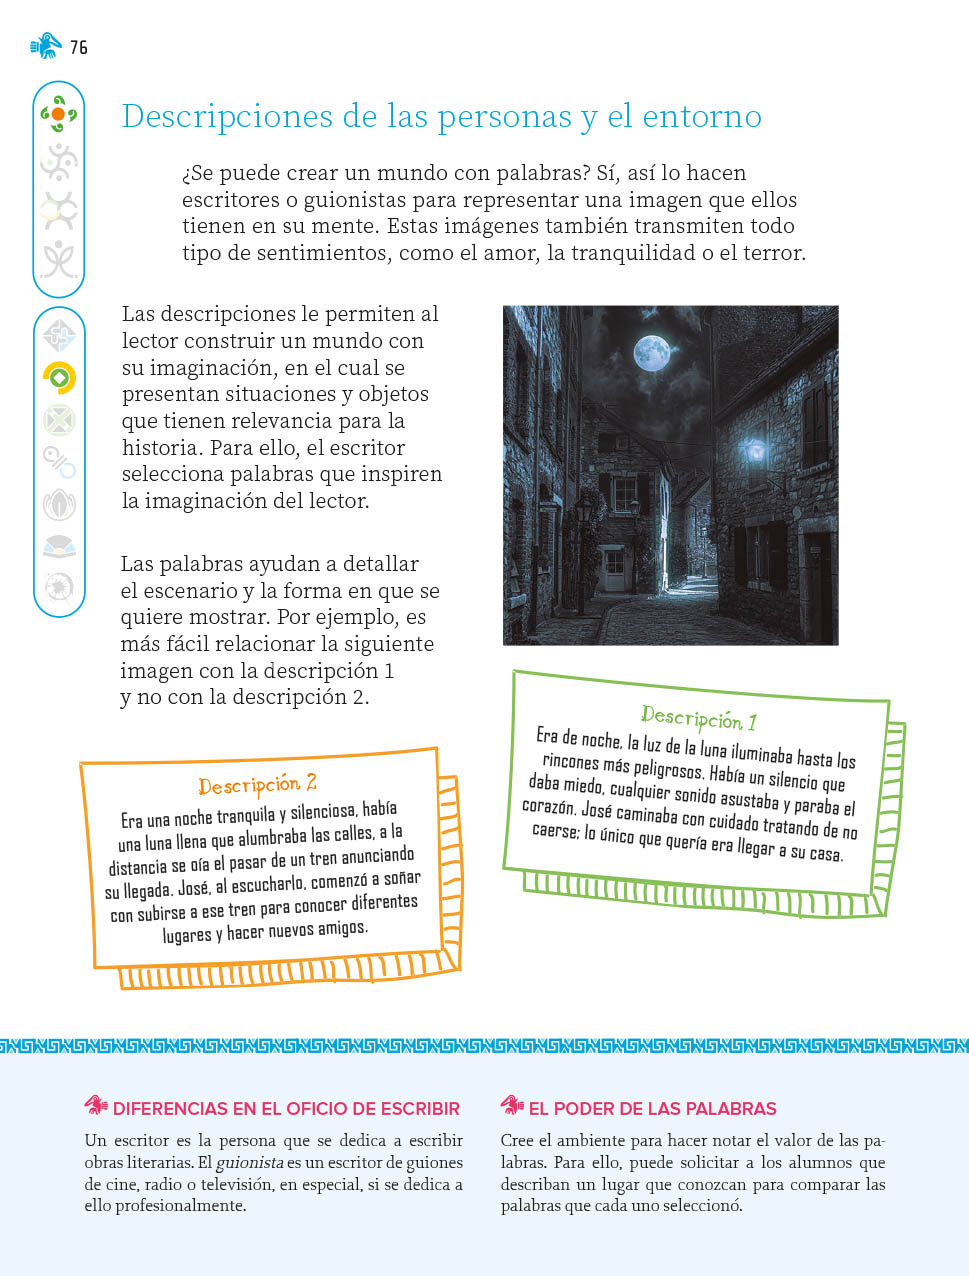 76
Descripciones de las personas y el entorno
¿Se puede crear un mundo con palabras? Sí, así lo hacen
escritores o guionistas para representar una imagen que ellos
tienen en su mente. Estas imágenes también transmiten todo
tipo de sentimientos, como el amor, la tranquilidad o el terror.
Las descripciones le permiten al
lector construir un mundo con
su imaginación, en el cual se
presentan situaciones y objetos
que tienen relevancia para la
historia. Para ello, el escritor
selecciona palabras que inspiren
la imaginación del lector.
Las palabras ayudan a detallar
el escenario y la forma en que se
quiere mostrar. Por ejemplo, es
más fácil relacionar la siguiente
imagen con la descripción 1
y no con la descripción 2.
Descripción 1
Era de noche, la luz de la luna iluminaba hasta los
rincones más peligrosos. Había un silencio que
daba miedo, cualquier sonido asustaba y paraba el
corazón. José caminaba con cuidado tratando de no
caerse; lo único que quería era llegar a su casa.
Descripción 2
Era una noche tranquila y silenciosa, había
una luna llena que alumbraba las calles, a la
distancia se oía el pasar de un tren anunciando
su llegada. José, al escucharlo, comenzó a soñar
con subirse a ese tren para conocer diferentes
lugares y hacer nuevos amigos.
DIFERENCIAS EN EL OFICIO DE ESCRIBIR
Un escritor es la persona que se dedica a escribir
obras literarias. El guionista es un escritor de guiones
de cine, radio o televisión, en especial, si se dedica a
ello profesionalmente.
EL PODER DE LAS PALABRAS
Cree el ambiente para hacer notar el valor de las pa-
labras. Para ello, puede solicitar a los alumnos que
describan un lugar que conozcan para comparar las
palabras que cada uno seleccionó.